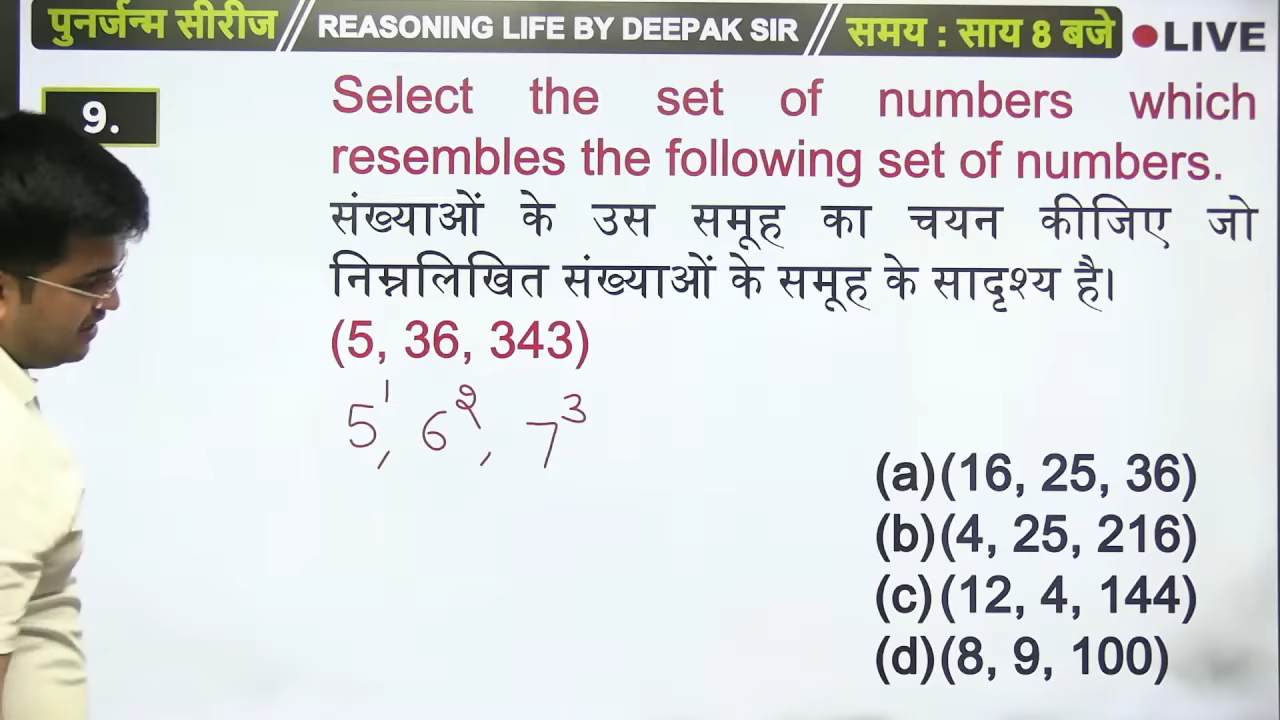 पुनर्जन्म सीरीज // REASONING LIFE BY DEEPAK SIR // समय : साय 8 बजे LIVE
9.
Select the set of numbers which
resembles the following set of numbers.
संख्याओं के उस समूह का चयन कीजिए जो
निम्नलिखित संख्याओं के समूह के सादृश्य है।
(5, 36, 343)
5¹, 6², 7³
(a) (16, 25, 36)
(b) (4, 25, 216)
(c) (12, 4, 144)
(d) (8, 9, 100)